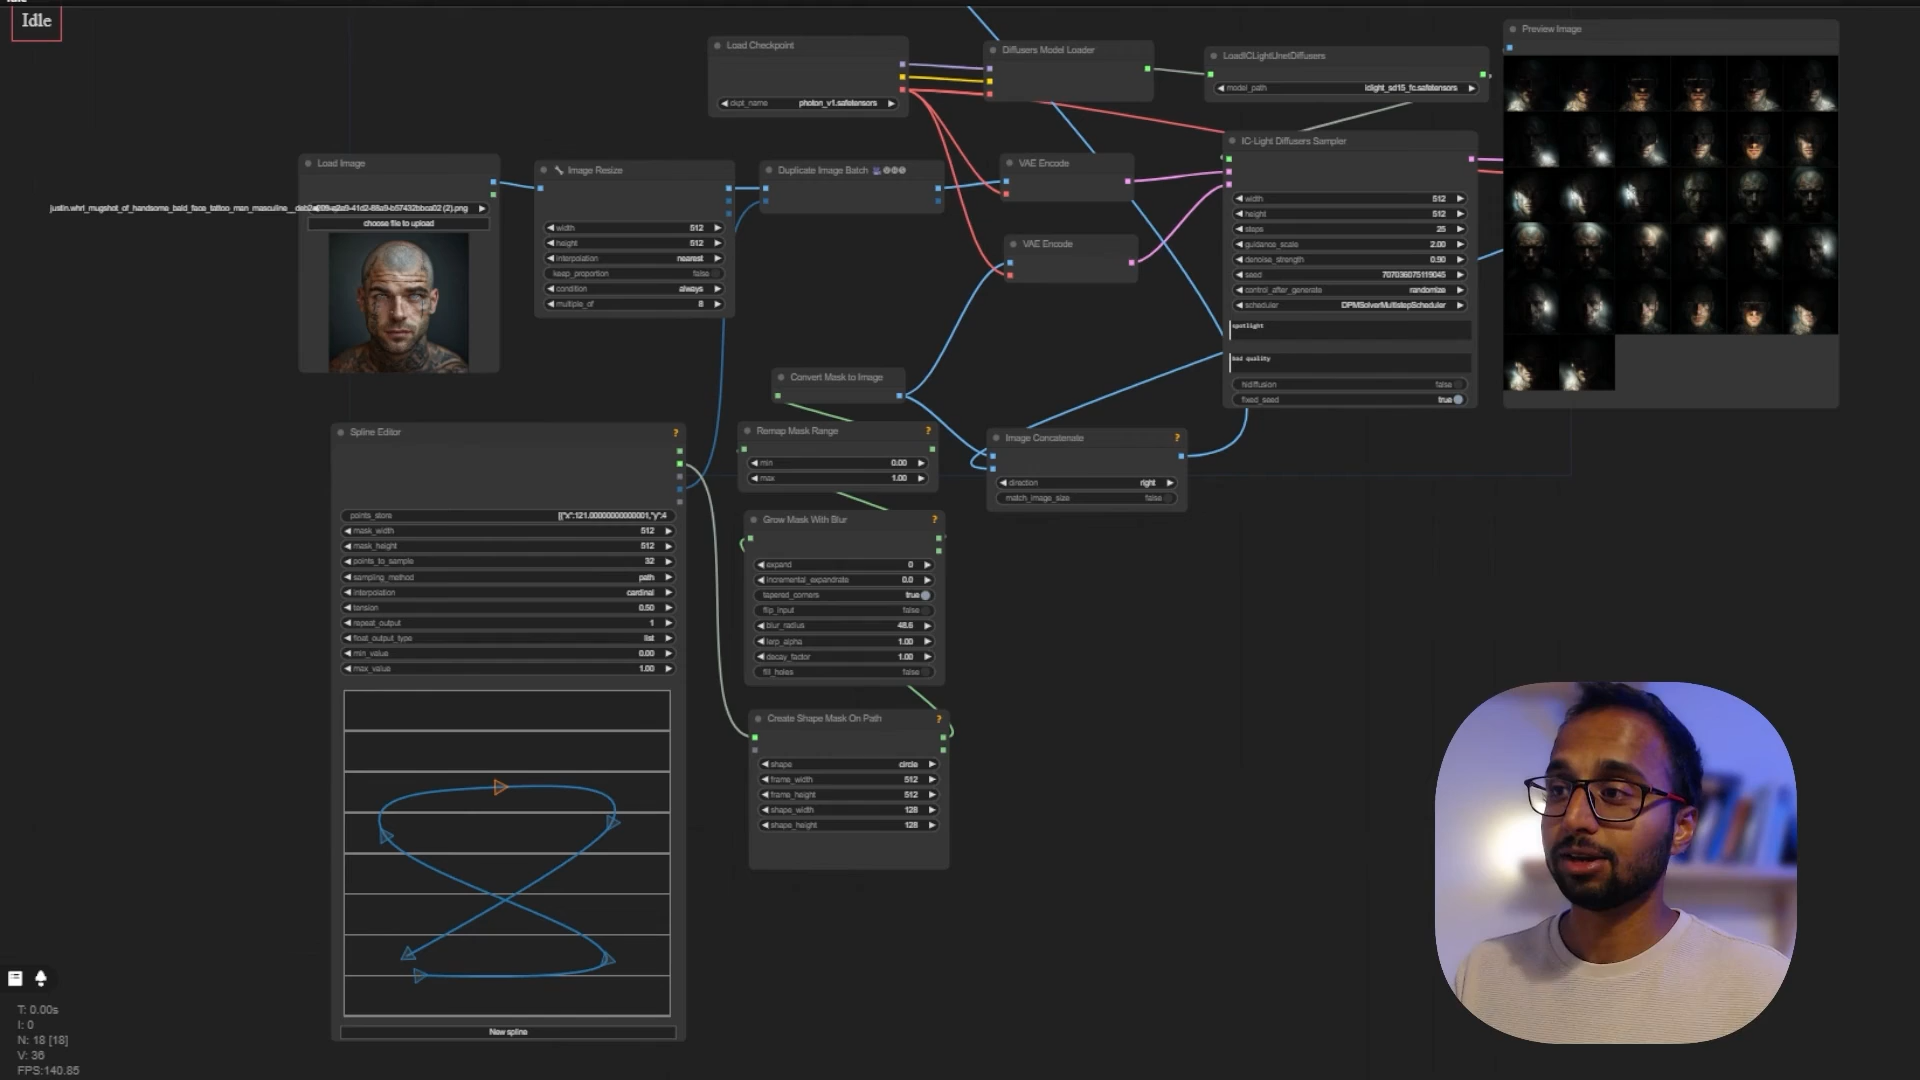 Idle
Load Checkpoint
ckpt_name photon_v1.safetensors
Diffusers Model Loader
LoadICLightUnetDiffusers
model_path iclight_sd15_fc.safetensors
Preview Image
Load Image
choose file to upload
Image Resize
width 512
height 512
interpolation nearest
keep_proportion false
condition always
multiple_of 8
Duplicate Image Batch
VAE Encode
VAE Encode
IC-Light Diffusers Sampler
width 512
height 512
steps 25
guidance_scale 2.00
denoise_strength 0.90
seed 707036075119045
control_after_generate randomize
scheduler DPMSolverMultistepScheduler
spotlight
bad quality
hidiffusion false
fixed_seed true
Convert Mask to Image
Remap Mask Range ?
min 0.00
max 1.00
Image Concatenate ?
direction right
match_image_size false
Spline Editor ?
points_store [{"x":121.00000000000001,"y":4
mask_width 512
mask_height 512
points_to_sample 32
sampling_method path
interpolation cardinal
tension 0.50
repeat_output 1
float_output_type list
min_value 0.00
max_value 1.00
New spline
Grow Mask With Blur ?
expand 0
incremental_expandrate 0.0
tapered_corners true
flip_input false
blur_radius 48.6
lerp_alpha 1.00
decay_factor 1.00
fill_holes false
Create Shape Mask On Path ?
shape circle
frame_width 512
frame_height 512
shape_width 128
shape_height 128
T: 0.00s
I: 0
N: 18 [18]
V: 36
FPS:140.85